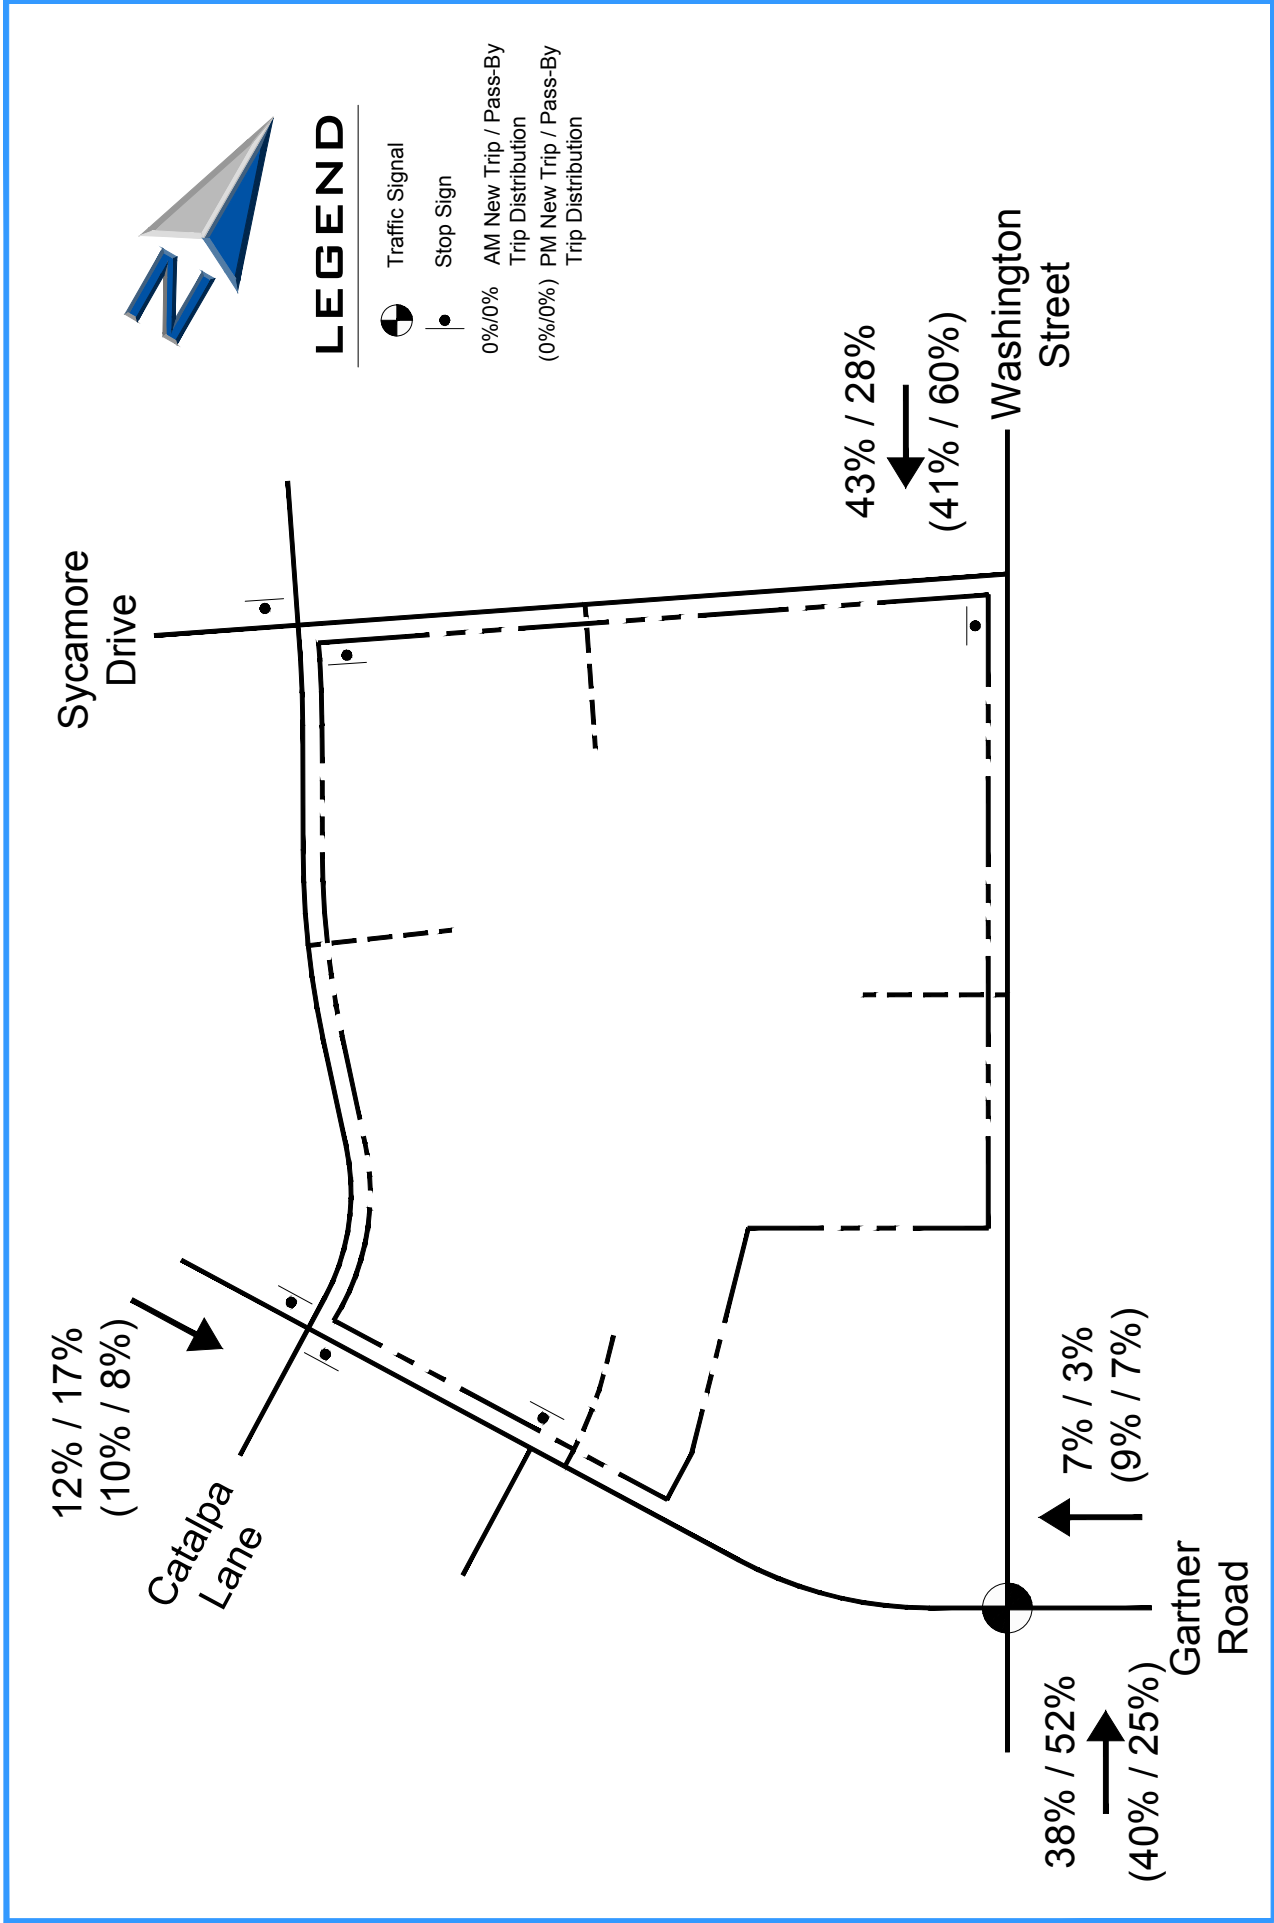 N
LEGEND
Traffic Signal
Stop Sign
0%/0% AM New Trip / Pass-By
Trip Distribution
(0%/0%) PM New Trip / Pass-By
Trip Distribution
Sycamore
Drive
12% / 17%
(10% / 8%)
Catalpa
Lane
43% / 28%
(41% / 60%)
Washington
Street
7% / 3%
(9% / 7%)
Gartner
Road
38% / 52%
(40% / 25%)